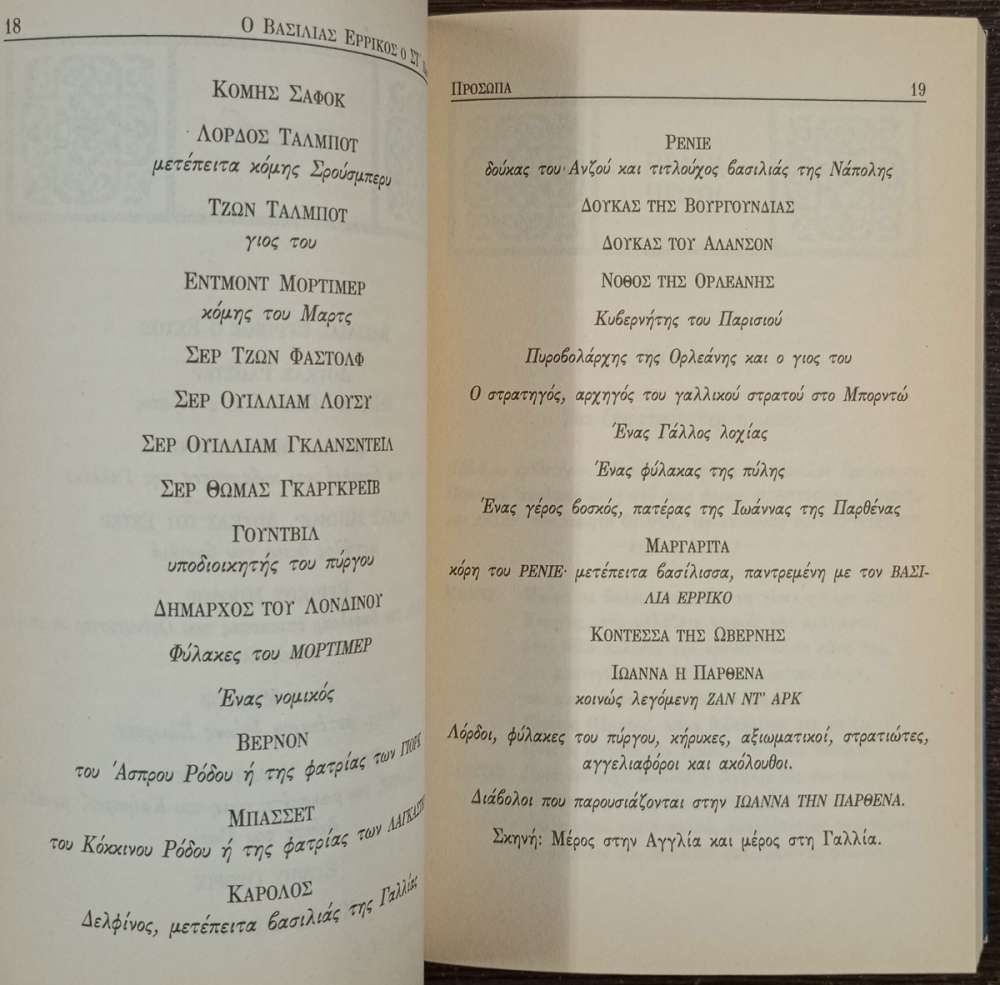 18
Ο ΒΑΣΙΛΙΑΣ ΕΡΡΙΚΟΣ Ο ΣΤ΄
ΚΟΜΗΣ ΣΑΦΟΚ
ΛΟΡΔΟΣ ΤΑΛΜΠΟΤ
μετέπειτα κόμης Σρούσμπερυ
ΤΖΩΝ ΤΑΛΜΠΟΤ
γιος του
ΕΝΤΜΟΝΤ ΜΟΡΤΙΜΕΡ
κόμης του Μαρτς
ΣΕΡ ΤΖΩΝ ΦΑΣΤΟΛΦ
ΣΕΡ ΟΥΙΛΛΙΑΜ ΛΟΥΣΥ
ΣΕΡ ΟΥΙΛΛΙΑΜ ΓΚΛΑΝΣΝΤΕΪΛ
ΣΕΡ ΘΩΜΑΣ ΓΚΑΡΓΚΡΕΪΒ
ΓΟΥΝΤΒΙΛ
υποδιοικητής του πύργου
ΔΗΜΑΡΧΟΣ ΤΟΥ ΛΟΝΔΙΝΟΥ
Φύλακες του ΜΟΡΤΙΜΕΡ
Ένας νομικός
ΒΕΡΝΟΝ
του Άσπρου Ρόδου ή της φατρίας των ΓΙΟΡΚ
ΜΠΑΣΣΕΤ
του Κόκκινου Ρόδου ή της φατρίας των
ΚΑΡΟΛΟΣ
Δελφίνος, μετέπειτα βασιλιάς της Γαλλίας
ΠΡΟΣΩΠΑ
19
ΡΕΝΙΕ
δούκας του Ανζού και τιτλούχος βασιλιάς της Νάπολης
ΔΟΥΚΑΣ ΤΗΣ ΒΟΥΡΓΟΥΝΔΙΑΣ
ΔΟΥΚΑΣ ΤΟΥ ΑΛΑΝΣΟΝ
ΝΟΘΟΣ ΤΗΣ ΟΡΛΕΑΝΗΣ
Κυβερνήτης του Παρισιού
Πυροβολάρχης της Ορλεάνης και ο γιος του
Ο στρατηγός, αρχηγός του γαλλικού στρατού στο Μπορντώ
Ένας Γάλλος λοχίας
Ένας φύλακας της πύλης
Ένας γέρος βοσκός, πατέρας της Ιωάννας της Παρθένας
ΜΑΡΓΑΡΙΤΑ
κόρη του ΡΕΝΙΕ· μετέπειτα βασίλισσα, παντρεμένη με τον ΒΑΣΙ-
ΛΙΑ ΕΡΡΙΚΟ
ΚΟΝΤΕΣΣΑ ΤΗΣ ΩΒΕΡΝΗΣ
ΙΩΑΝΝΑ Η ΠΑΡΘΕΝΑ
κοινώς λεγόμενη ΖΑΝ ΝΤ' ΑΡΚ
Λόρδοι, φύλακες του πύργου, κήρυκες, αξιωματικοί, στρατιώτες,
αγγελιαφόροι και ακόλουθοι.
Διάβολοι που παρουσιάζονται στην ΙΩΑΝΝΑ ΤΗΝ ΠΑΡΘΕΝΑ.
Σκηνή: Μέρος στην Αγγλία και μέρος στη Γαλλία.